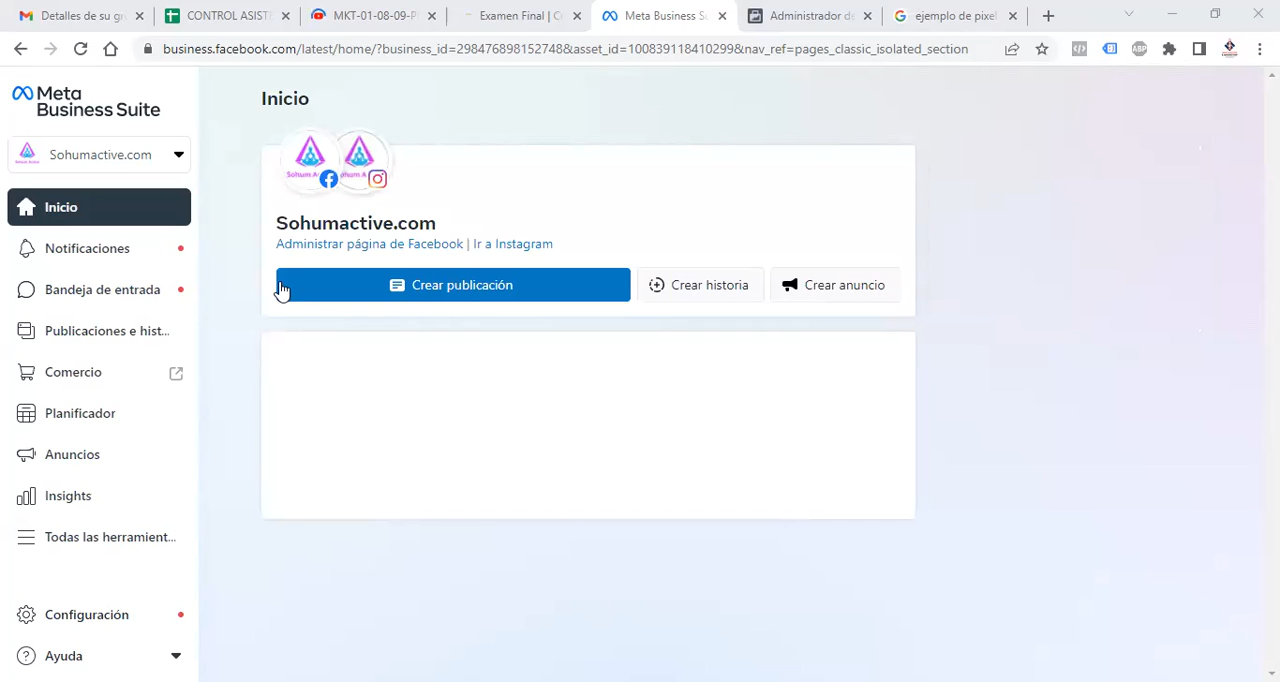 Detalles de su gr
CONTROL ASIST
MKT-01-08-09-P
Examen Final | C
Meta Business S
Administrador de
ejemplo de pixel
business.facebook.com/latest/home/?business_id=298476898152748&asset_id=100839118410299&nav_ref=pages_classic_isolated_section
ABP
Meta
Business Suite
Sohumactive.com
Inicio
Notificaciones
Bandeja de entrada
Publicaciones e hist...
Comercio
Planificador
Anuncios
Insights
Todas las herramient...
Configuración
Ayuda
Inicio
Sohumactive.com
Administrar página de Facebook | Ir a Instagram
Crear publicación
Crear historia
Crear anuncio